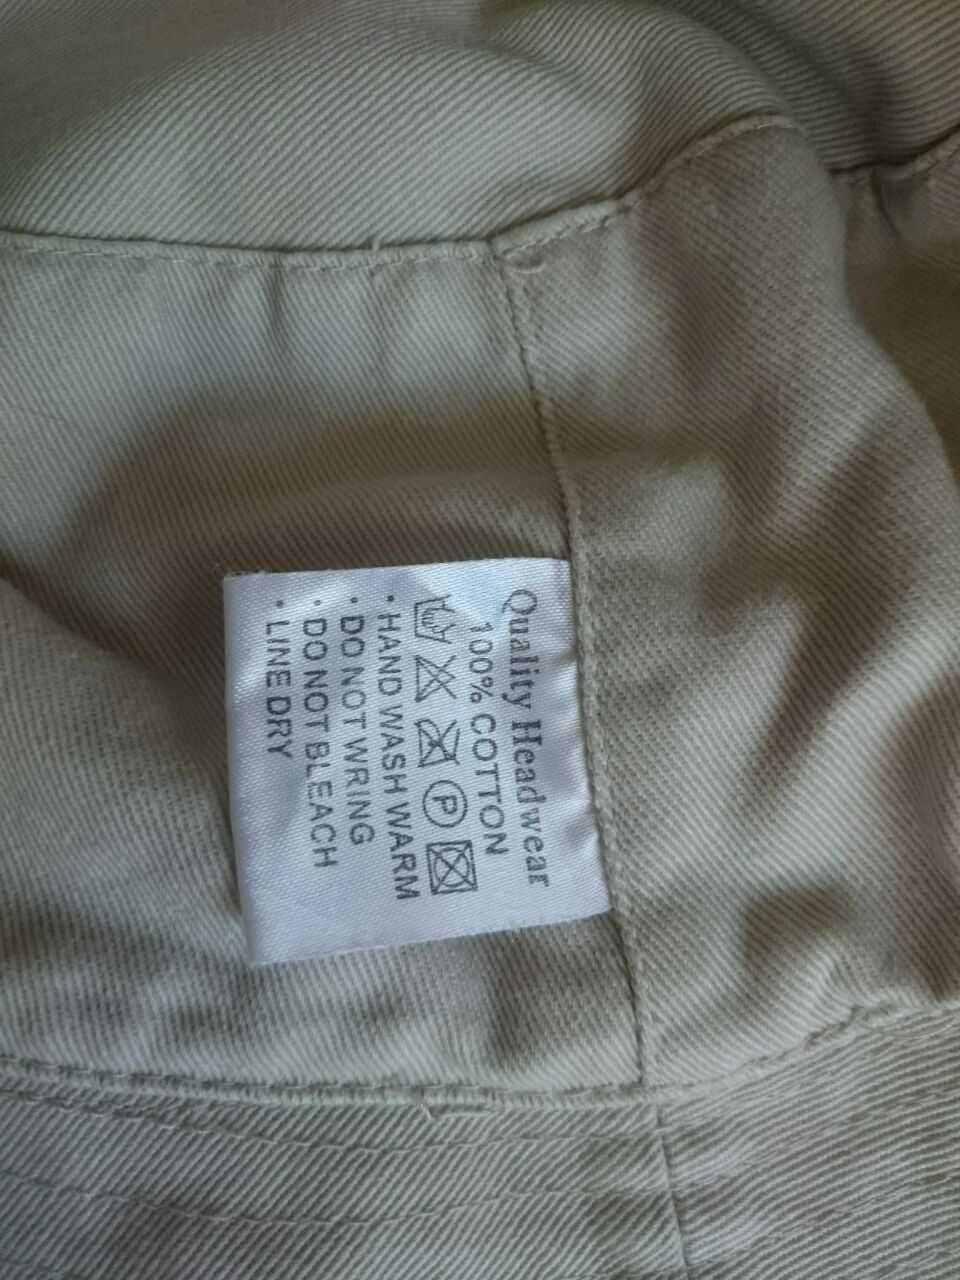 Quality Headwear
100% COTTON
P
· HAND WASH WARM
· DO NOT WRING
· DO NOT BLEACH
· LINE DRY